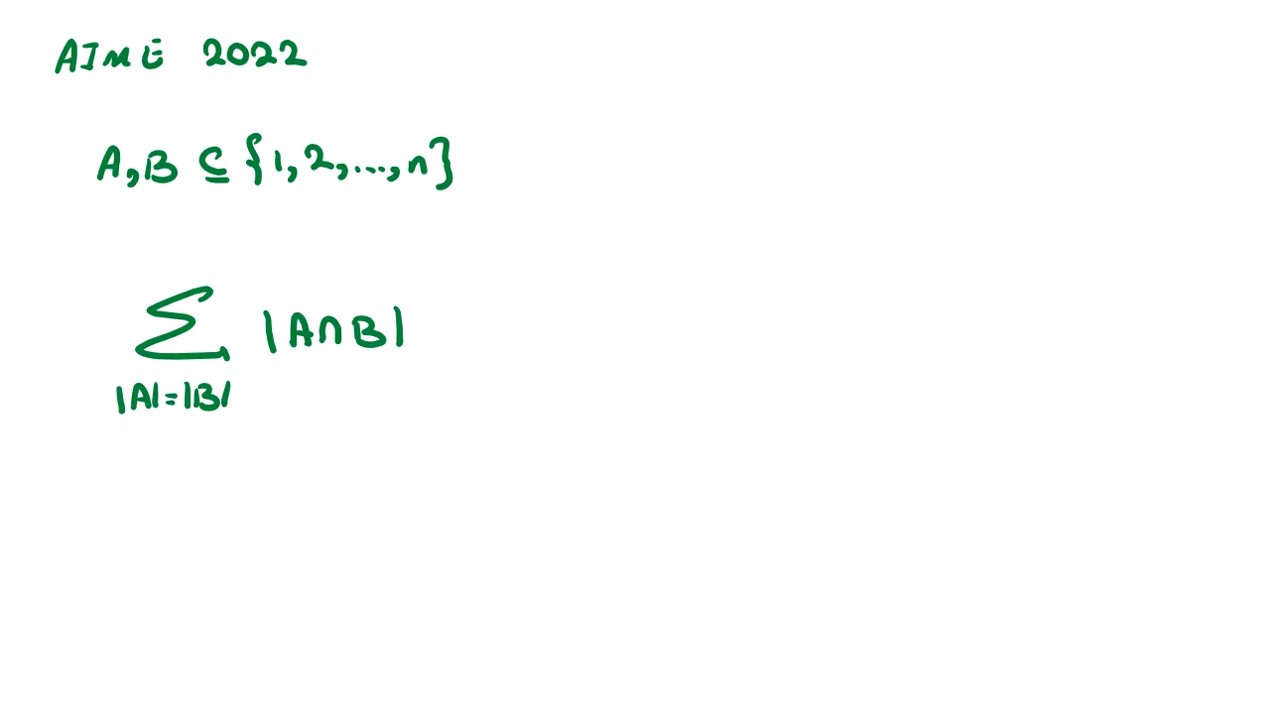 AIME 2022
A,B ⊆ {1,2,...,n}
∑ |A∩B|
|A|=|B|